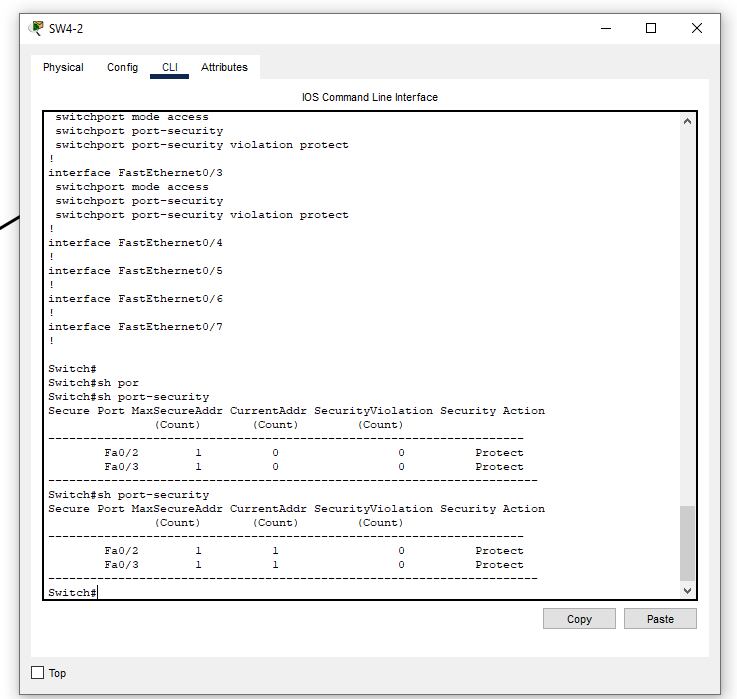 SW4-2
Physical Config CLI Attributes
IOS Command Line Interface
switchport mode access
switchport port-security
switchport port-security violation protect
!
interface FastEthernet0/3
switchport mode access
switchport port-security
switchport port-security violation protect
!
interface FastEthernet0/4
!
interface FastEthernet0/5
!
interface FastEthernet0/6
!
interface FastEthernet0/7
!
Switch#
Switch#sh por
Switch#sh port-security
Secure Port MaxSecureAddr CurrentAddr SecurityViolation Security Action
(Count) (Count) (Count)
--------------------------------------------------------------------
Fa0/2 1 0 0 Protect
Fa0/3 1 0 0 Protect
----------------------------------------------------------------------
Switch#sh port-security
Secure Port MaxSecureAddr CurrentAddr SecurityViolation Security Action
(Count) (Count) (Count)
--------------------------------------------------------------------
Fa0/2 1 1 0 Protect
Fa0/3 1 1 0 Protect
----------------------------------------------------------------------
Switch#
Copy Paste
Top